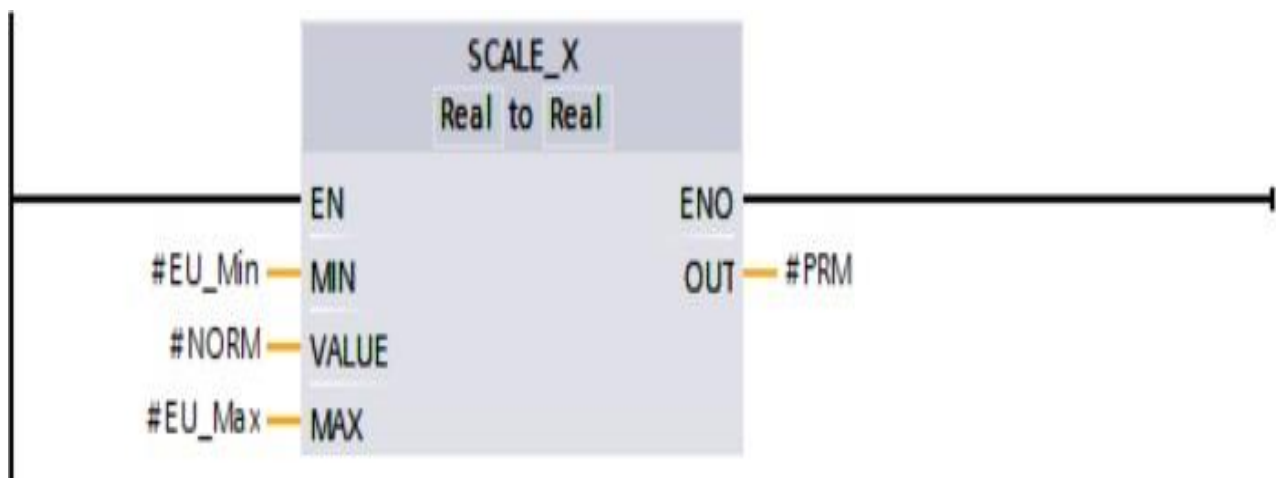 SCALE_X
Real to Real
EN ENO
#EU_Min MIN OUT #PRM
#NORM VALUE
#EU_Max MAX